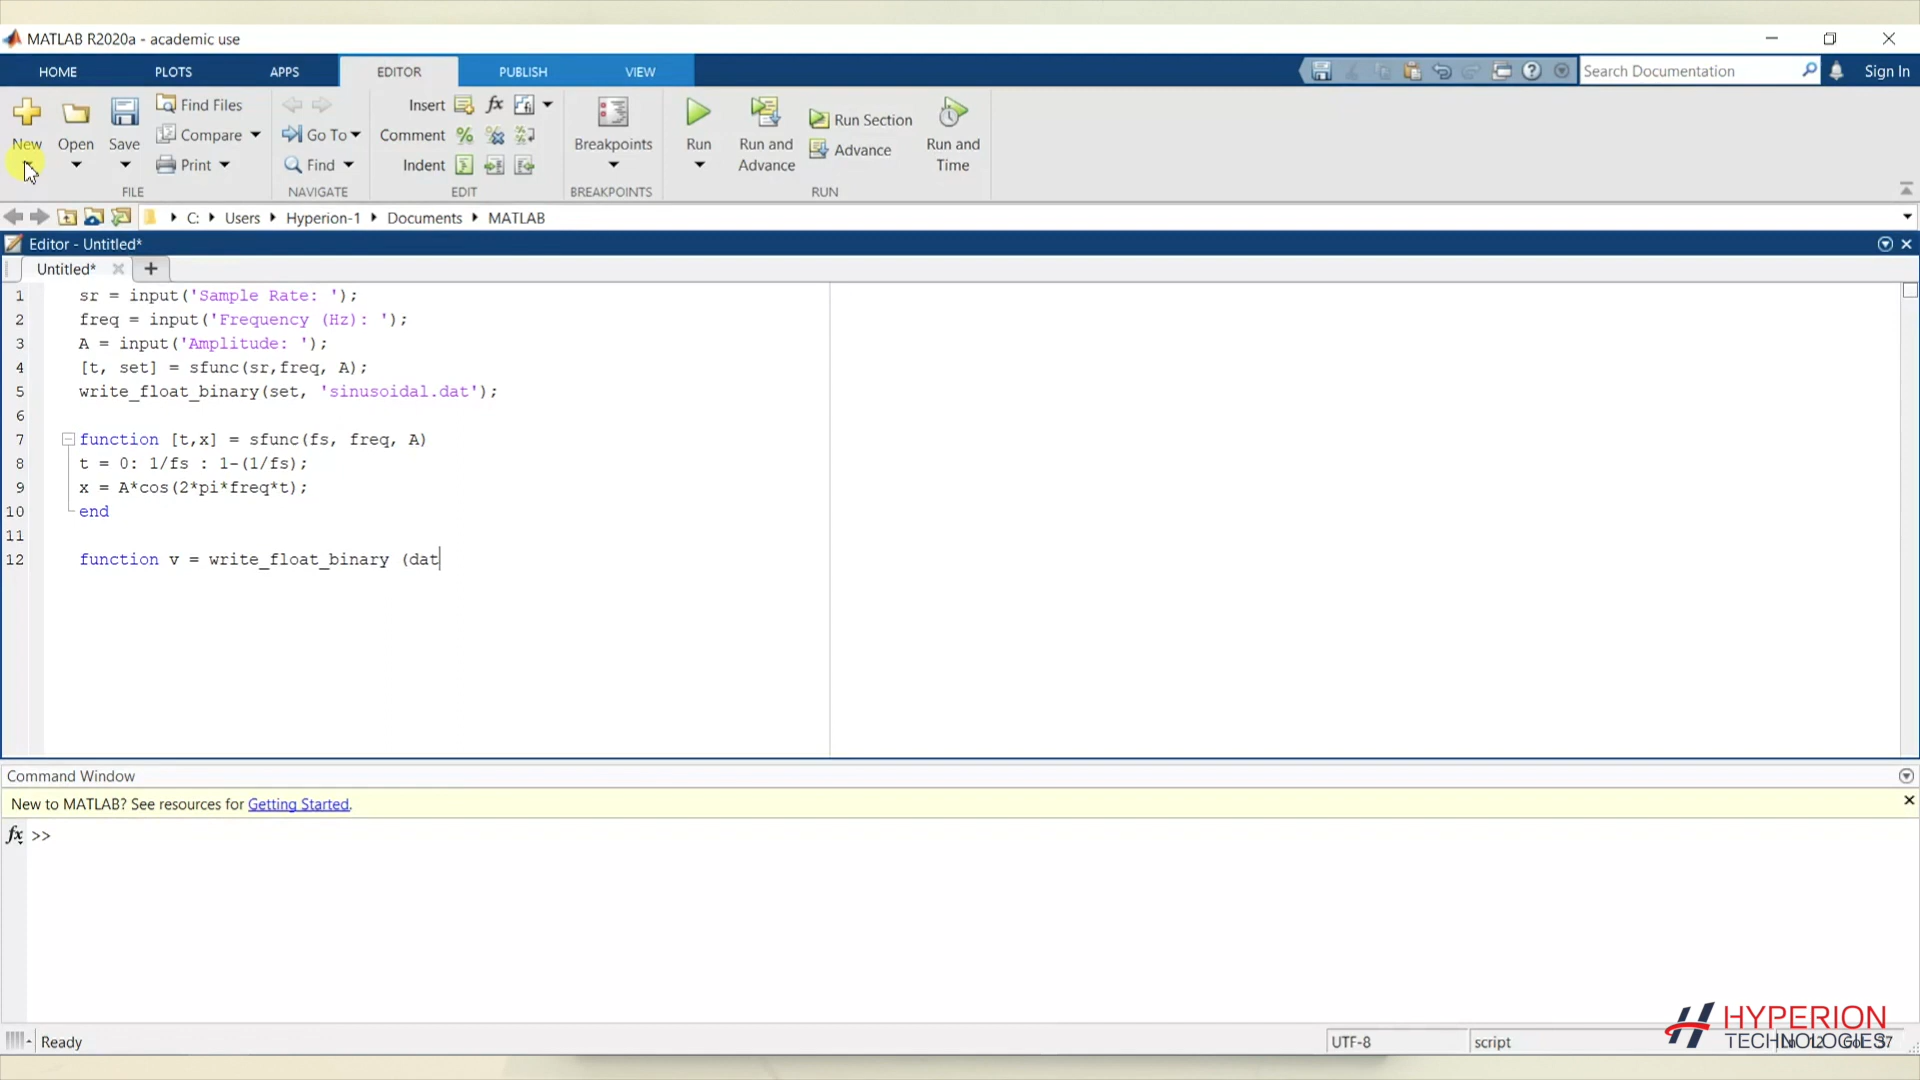 MATLAB R2020a - academic use
HOME PLOTS APPS EDITOR PUBLISH VIEW Search Documentation Sign In
New Open Save Find Files Compare Print Go To Find Insert fx Comment Indent Breakpoints Run Run and Advance Run Section Advance Run and Time
FILE NAVIGATE EDIT BREAKPOINTS RUN
C: Users Hyperion-1 Documents MATLAB
Editor - Untitled*
Untitled* +
1 sr = input('Sample Rate: ');
2 freq = input('Frequency (Hz): ');
3 A = input('Amplitude: ');
4 [t, set] = sfunc(sr,freq, A);
5 write_float_binary(set, 'sinusoidal.dat');
6
7 function [t,x] = sfunc(fs, freq, A)
8 t = 0: 1/fs : 1-(1/fs);
9 x = A*cos(2*pi*freq*t);
10 end
11
12 function v = write_float_binary (dat
Command Window
New to MATLAB? See resources for Getting Started.
fx >>
HYPERION
TECHNOLOGIES
Ready UTF-8 script